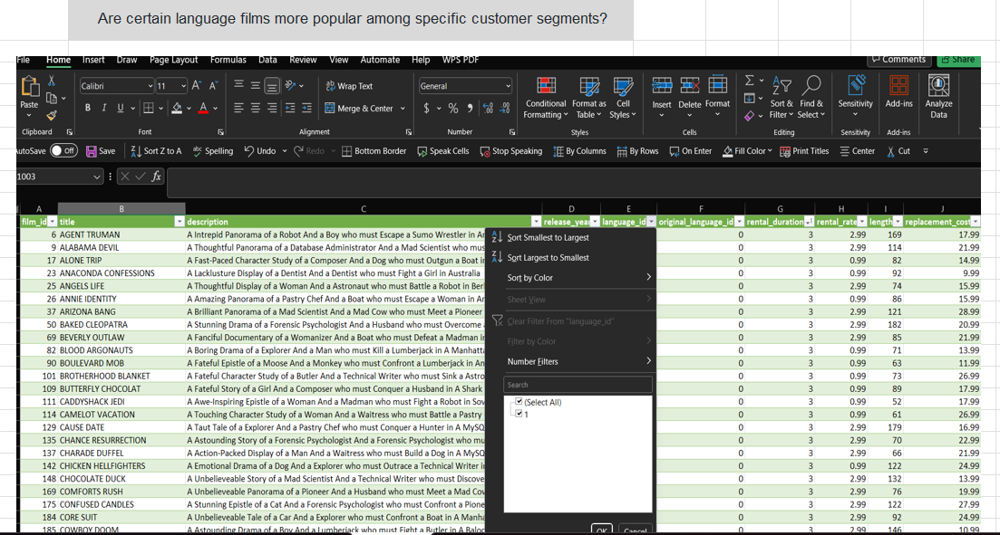 Are certain language films more popular among specific customer segments?
File Home Insert Draw Page Layout Formulas Data Review View Automate Help WPS PDF Comments Share
Calibri 11 A A Wrap Text General Conditional Format as Cell Insert Delete Format Sort & Find & Sensitivity Add-ins Analyze
Paste B I U A Merge & Center $ % Formatting Table Styles Filter Select Data
Clipboard Font Alignment Number Styles Cells Editing Sensitivity Add-ins
AutoSave Off Save Sort Z to A Spelling Undo Redo Bottom Border Speak Cells Stop Speaking By Columns By Rows On Enter Fill Color Print Titles Center Cut
1003 fx
A B C D E F G H I J
film_id title description release_year language_id original_language_id rental_duration rental_rate length replacement_cost
6 AGENT TRUMAN A Intrepid Panorama of a Robot And a Boy who must Escape a Sumo Wrestler in 0 3 2.99 169 17.99
9 ALABAMA DEVIL A Thoughtful Panorama of a Database Administrator And a Mad Scientist who 0 3 2.99 114 21.99
17 ALONE TRIP A Fast-Paced Character Study of a Composer And a Dog who must Outgun a Boat 0 3 0.99 82 14.99
23 ANACONDA CONFESSIONS A Lacklusture Display of a Dentist And a Dentist who must Fight a Girl in Australia 0 3 0.99 92 9.99
25 ANGELS LIFE A Thoughtful Display of a Woman And a Astronaut who must Battle a Robot in 0 3 2.99 74 15.99
26 ANNIE IDENTITY A Amazing Panorama of a Pastry Chef And a Boat who must Escape a Woman in 0 3 0.99 86 15.99
37 ARIZONA BANG A Brilliant Panorama of a Mad Scientist And a Mad Cow who must Meet a Pioneer 0 3 2.99 121 28.99
50 BAKED CLEOPATRA A Stunning Drama of a Forensic Psychologist And a Husband who must Overcome 0 3 2.99 182 20.99
69 BEVERLY OUTLAW A Fanciful Documentary of a Womanizer And a Boat who must Defeat a Madman 0 3 2.99 85 21.99
82 BLOOD ARGONAUTS A Boring Drama of a Explorer And a Man who must Kill a Lumberjack in A Manhatta 0 3 0.99 71 13.99
90 BOULEVARD MOB A Fateful Epistle of a Moose And a Monkey who must Confront a Lumberjack in 0 3 0.99 63 11.99
101 BROTHERHOOD BLANKET A Fateful Character Study of a Butler And a Technical Writer who must Sink a Astro 0 3 0.99 73 26.99
109 BUTTERFLY CHOCOLAT A Fateful Story of a Girl And a Composer who must Conquer a Husband in A Shark 0 3 0.99 89 17.99
111 CADDYSHACK JEDI A Awe-Inspiring Epistle of a Woman And a Madman who must Fight a Robot in Sov 0 3 0.99 52 17.99
114 CAMELOT VACATION A Touching Character Study of a Woman And a Waitress who must Battle a Pastry 0 3 0.99 61 26.99
129 CAUSE DATE A Taut Tale of a Explorer And a Pastry Chef who must Conquer a Hunter in A MySQ 0 3 2.99 179 16.99
135 CHANCE RESURRECTION A Astounding Story of a Forensic Psychologist And a Forensic Psychologist who 0 3 2.99 70 22.99
137 CHARADE DUFFEL A Action-Packed Display of a Man And a Waitress who must Build a Dog in A MySQ 0 3 2.99 66 21.99
142 CHICKEN HELLFIGHTERS A Emotional Drama of a Dog And a Explorer who must Outrace a Technical Writer 0 3 0.99 122 24.99
148 CHOCOLATE DUCK A Unbelieveable Story of a Mad Scientist And a Technical Writer who must Discove 0 3 2.99 132 13.99
169 COMFORTS RUSH A Unbelieveable Panorama of a Pioneer And a Husband who must Meet a Mad 0 3 2.99 76 19.99
175 CONFUSED CANDLES A Stunning Epistle of a Cat And a Forensic Psychologist who must Confront a Pione 0 3 2.99 122 27.99
184 CORE SUIT A Unbelieveable Tale of a Car And a Explorer who must Confront a Boat in A Manha 0 3 2.99 92 24.99
185 COWBOY DOOM A Astounding Drama of a Boy And a Lumberjack who must Fight a Butler in A Baloo 0 3 2.99 146 10.99
Sort Smallest to Largest
Sort Largest to Smallest
Sort by Color
Sheet View
Clear Filter From "language_id"
Filter by Color
Number Filters
Search
(Select All)
1
OK Cancel